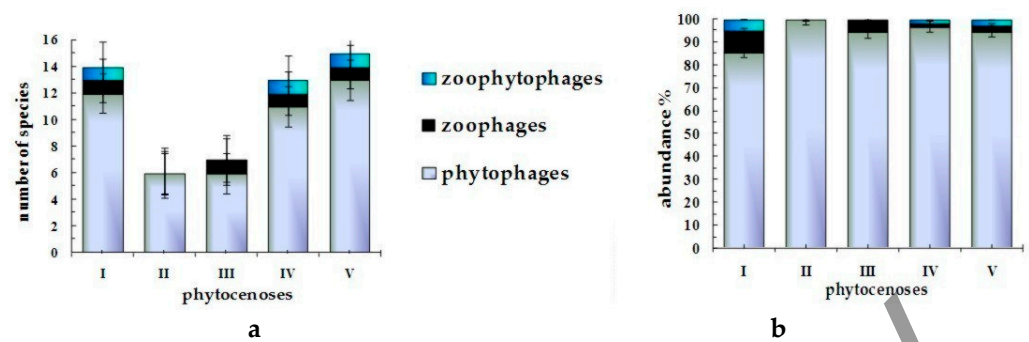 16
14
12
10
8
6
4
2
0
number of species
I II III IV V
phytocenoses
a
zoophytophages
zoophages
phytophages
100
90
80
70
60
50
40
30
20
10
0
abundance %
I II III IV V
phytocenoses
b